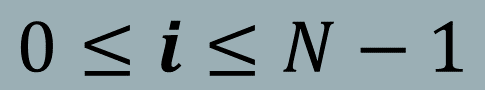 0 ≤ i ≤ N − 1